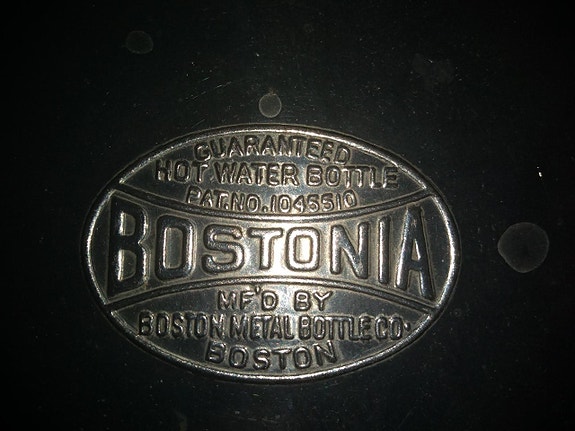 GUARANTEED
HOT WATER BOTTLE
PAT.NO.1045510
BOSTONIA
MF'D BY
BOSTON METAL BOTTLE CO.
BOSTON